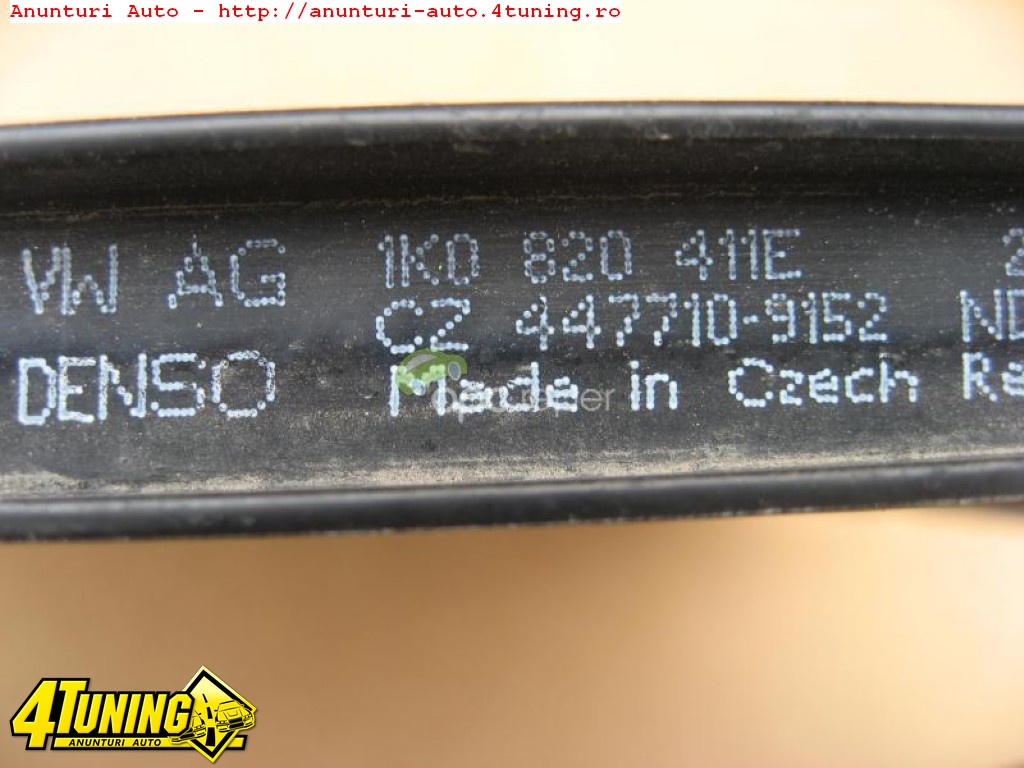 Anunturi Auto - http://anunturi-auto.4tuning.ro
VW AG 1K0 820 411E
CZ 447710-9152
DENSO Made in Czech
4TUNING
ANUNTURI AUTO